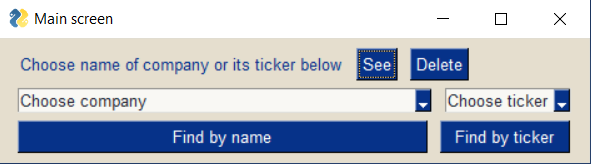 Main screen
Choose name of company or its ticker below See Delete
Choose company Choose ticker
Find by name Find by ticker